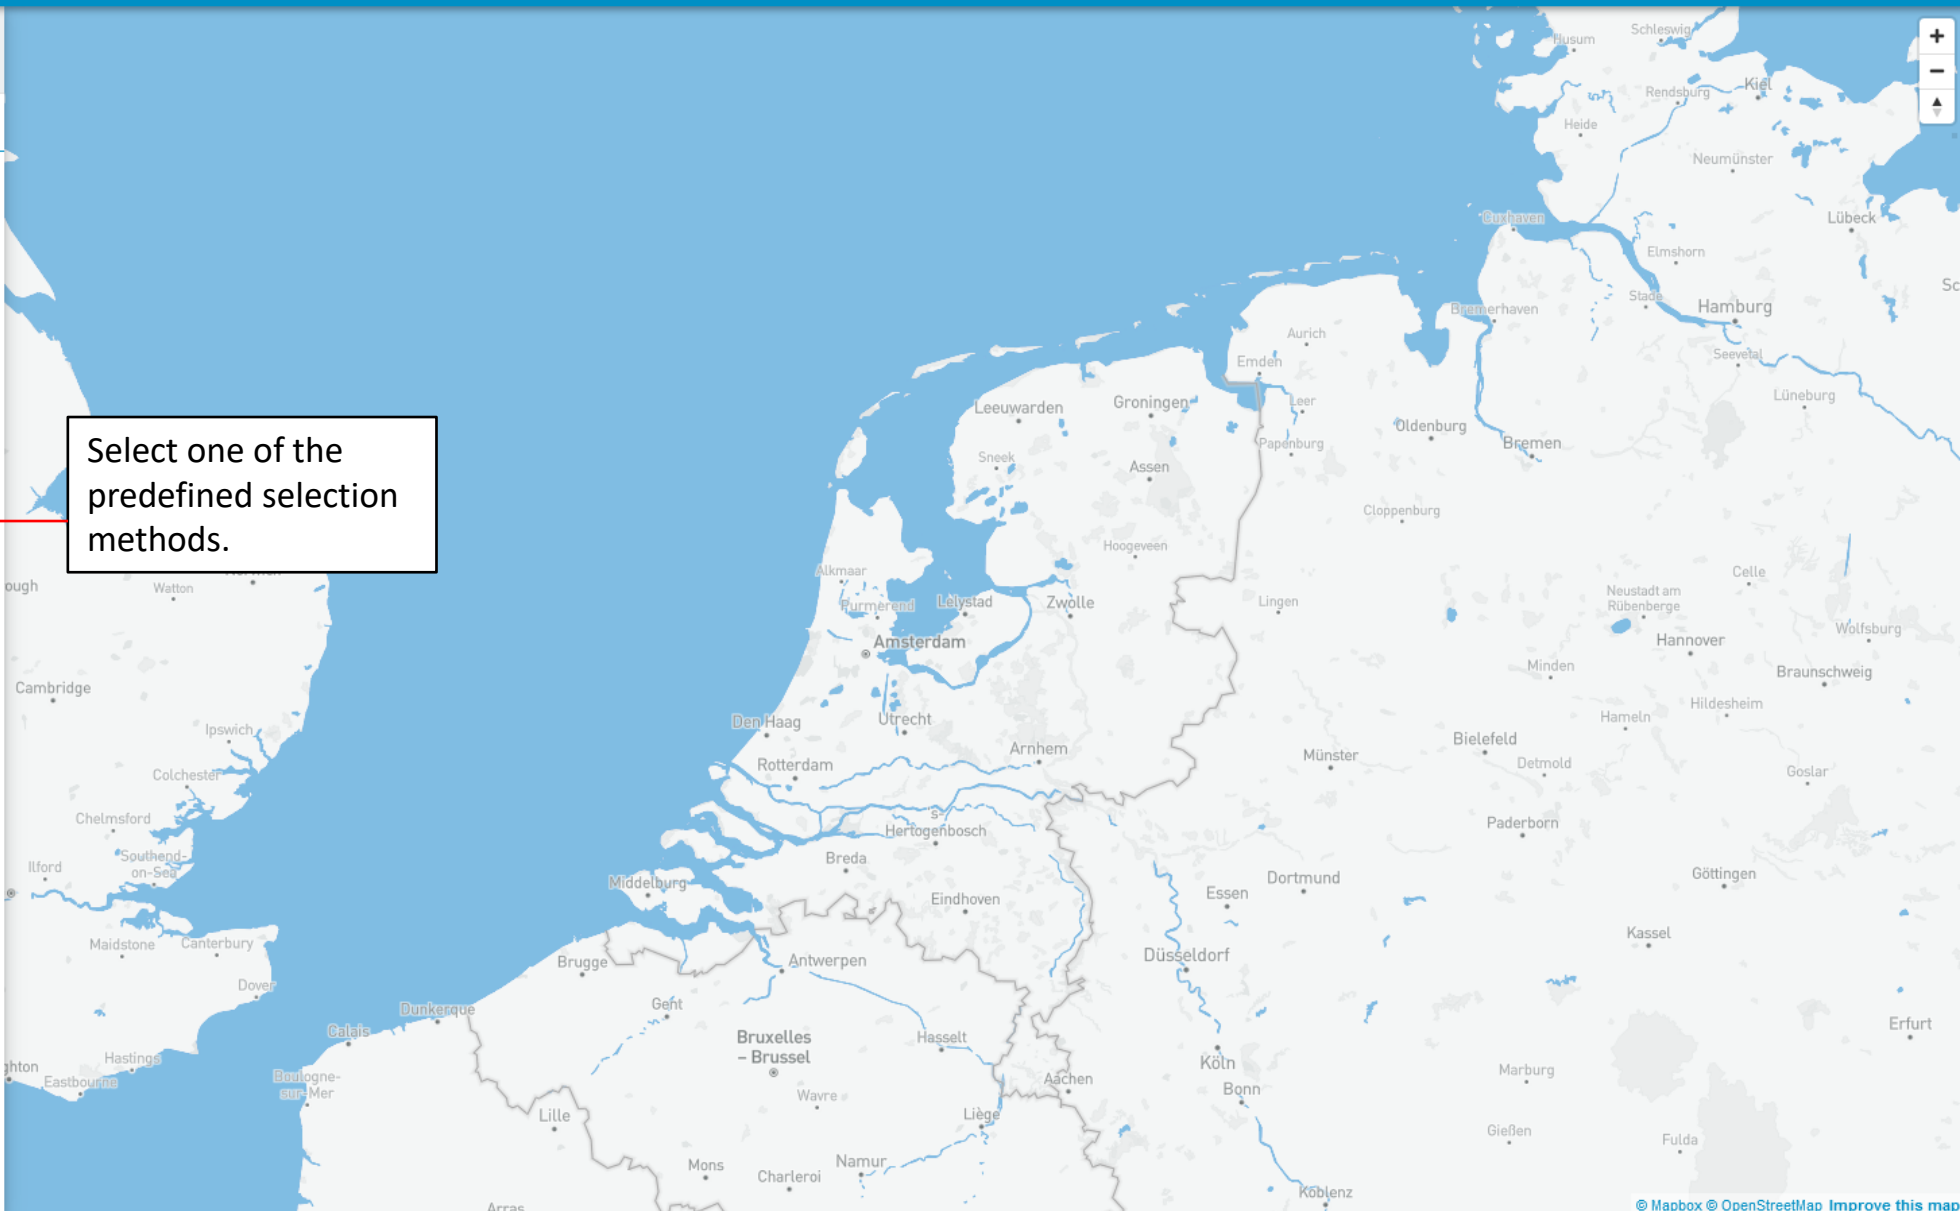 Husum
Schleswig
+
−
Rendsburg
Kiel
Heide
Neumünster
Cuxhaven
Lübeck
Elmshorn
Stade
Hamburg
Bremerhaven
Aurich
Emden
Seevetal
Lüneburg
Leeuwarden
Groningen
Leer
Oldenburg
Papenburg
Bremen
Select one of the
predefined selection
methods.
Sneek
Assen
Cloppenburg
Hoogeveen
Alkmaar
Celle
ough
Watton
Purmerend
Lelystad
Zwolle
Lingen
Neustadt am
Rübenberge
Wolfsburg
Amsterdam
Hannover
Minden
Braunschweig
Cambridge
Hildesheim
Ipswich
Den Haag
Utrecht
Hameln
Arnhem
Bielefeld
Münster
Rotterdam
Detmold
Colchester
Goslar
Chelmsford
's-
Hertogenbosch
Paderborn
Southend-
on-Sea
Ilford
Breda
Middelburg
Eindhoven
Essen
Dortmund
Göttingen
Maidstone
Canterbury
Kassel
Brugge
Antwerpen
Düsseldorf
Dover
Dunkerque
Gent
Calais
Bruxelles
– Brussel
Hasselt
Erfurt
Hastings
ghton
Eastbourne
Boulogne-
sur-Mer
Köln
Aachen
Bonn
Marburg
Wavre
Lille
Liège
Gießen
Fulda
Mons
Charleroi
Namur
Koblenz
Arras
© Mapbox © OpenStreetMap Improve this map